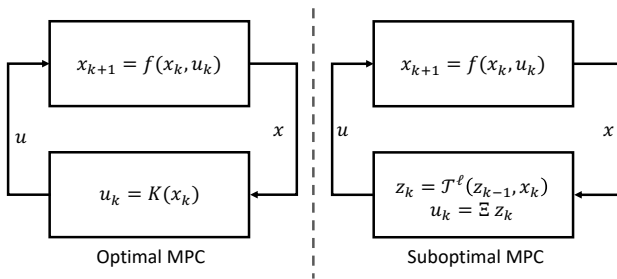 x_{k+1} = f(x_k, u_k)
u
x
u_k = K(x_k)
Optimal MPC
x_{k+1} = f(x_k, u_k)
u
x
z_k = 𝒯^ℓ(z_{k-1}, x_k)
u_k = Ξ z_k
Suboptimal MPC